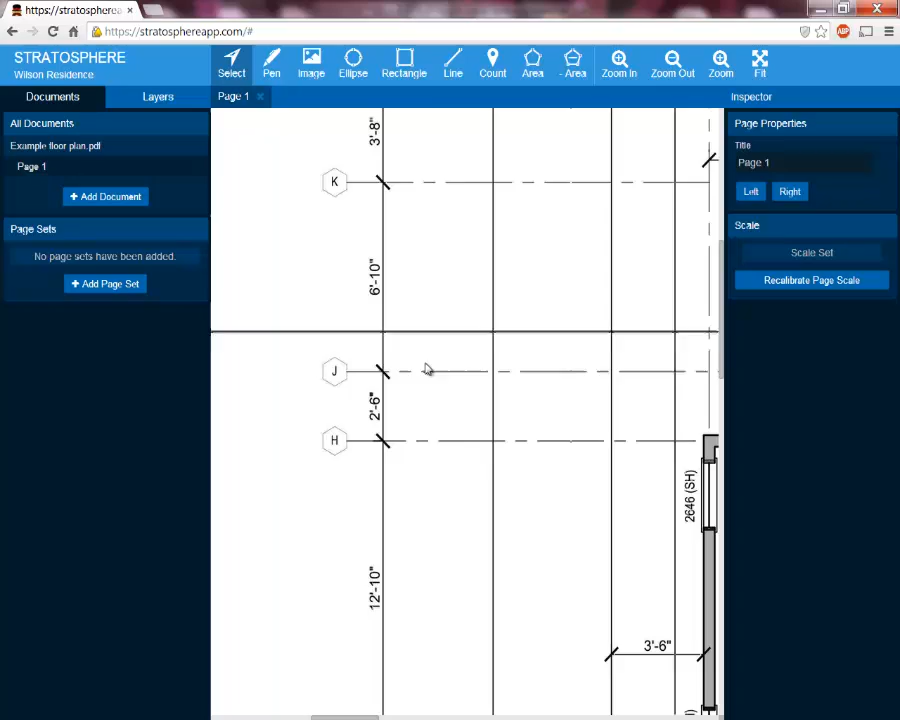 https://stratosphereap
https://stratosphereapp.com/#
ABP
STRATOSPHERE
Wilson Residence
Select
Pen
Image
Ellipse
Rectangle
Line
Count
Area
- Area
Zoom In
Zoom Out
Zoom
Fit
Documents
Layers
Page 1
Inspector
All Documents
Example floor plan.pdf
Page 1
+ Add Document
Page Sets
No page sets have been added.
+ Add Page Set
Page Properties
Title
Page 1
Left
Right
Scale
Scale Set
Recalibrate Page Scale
3'-8"
K
6'-10"
J
2'-6"
H
2646 (SH)
12'-10"
3'-6"